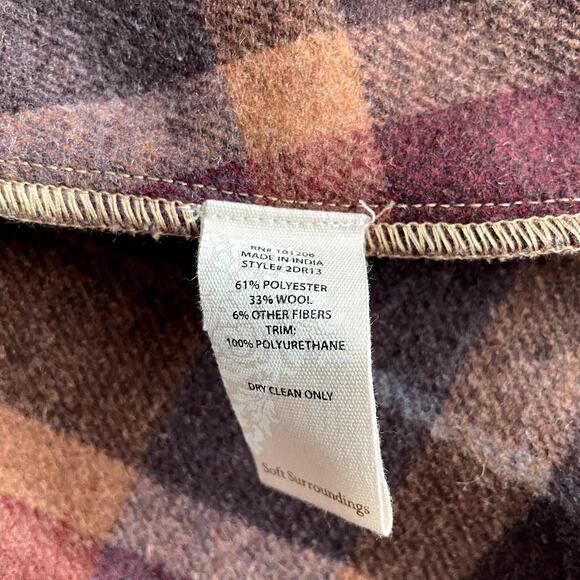 RN# 101206
MADE IN INDIA
STYLE# 2DR13
61% POLYESTER
33% WOOL
6% OTHER FIBERS
TRIM:
100% POLYURETHANE
DRY CLEAN ONLY
Soft Surroundings